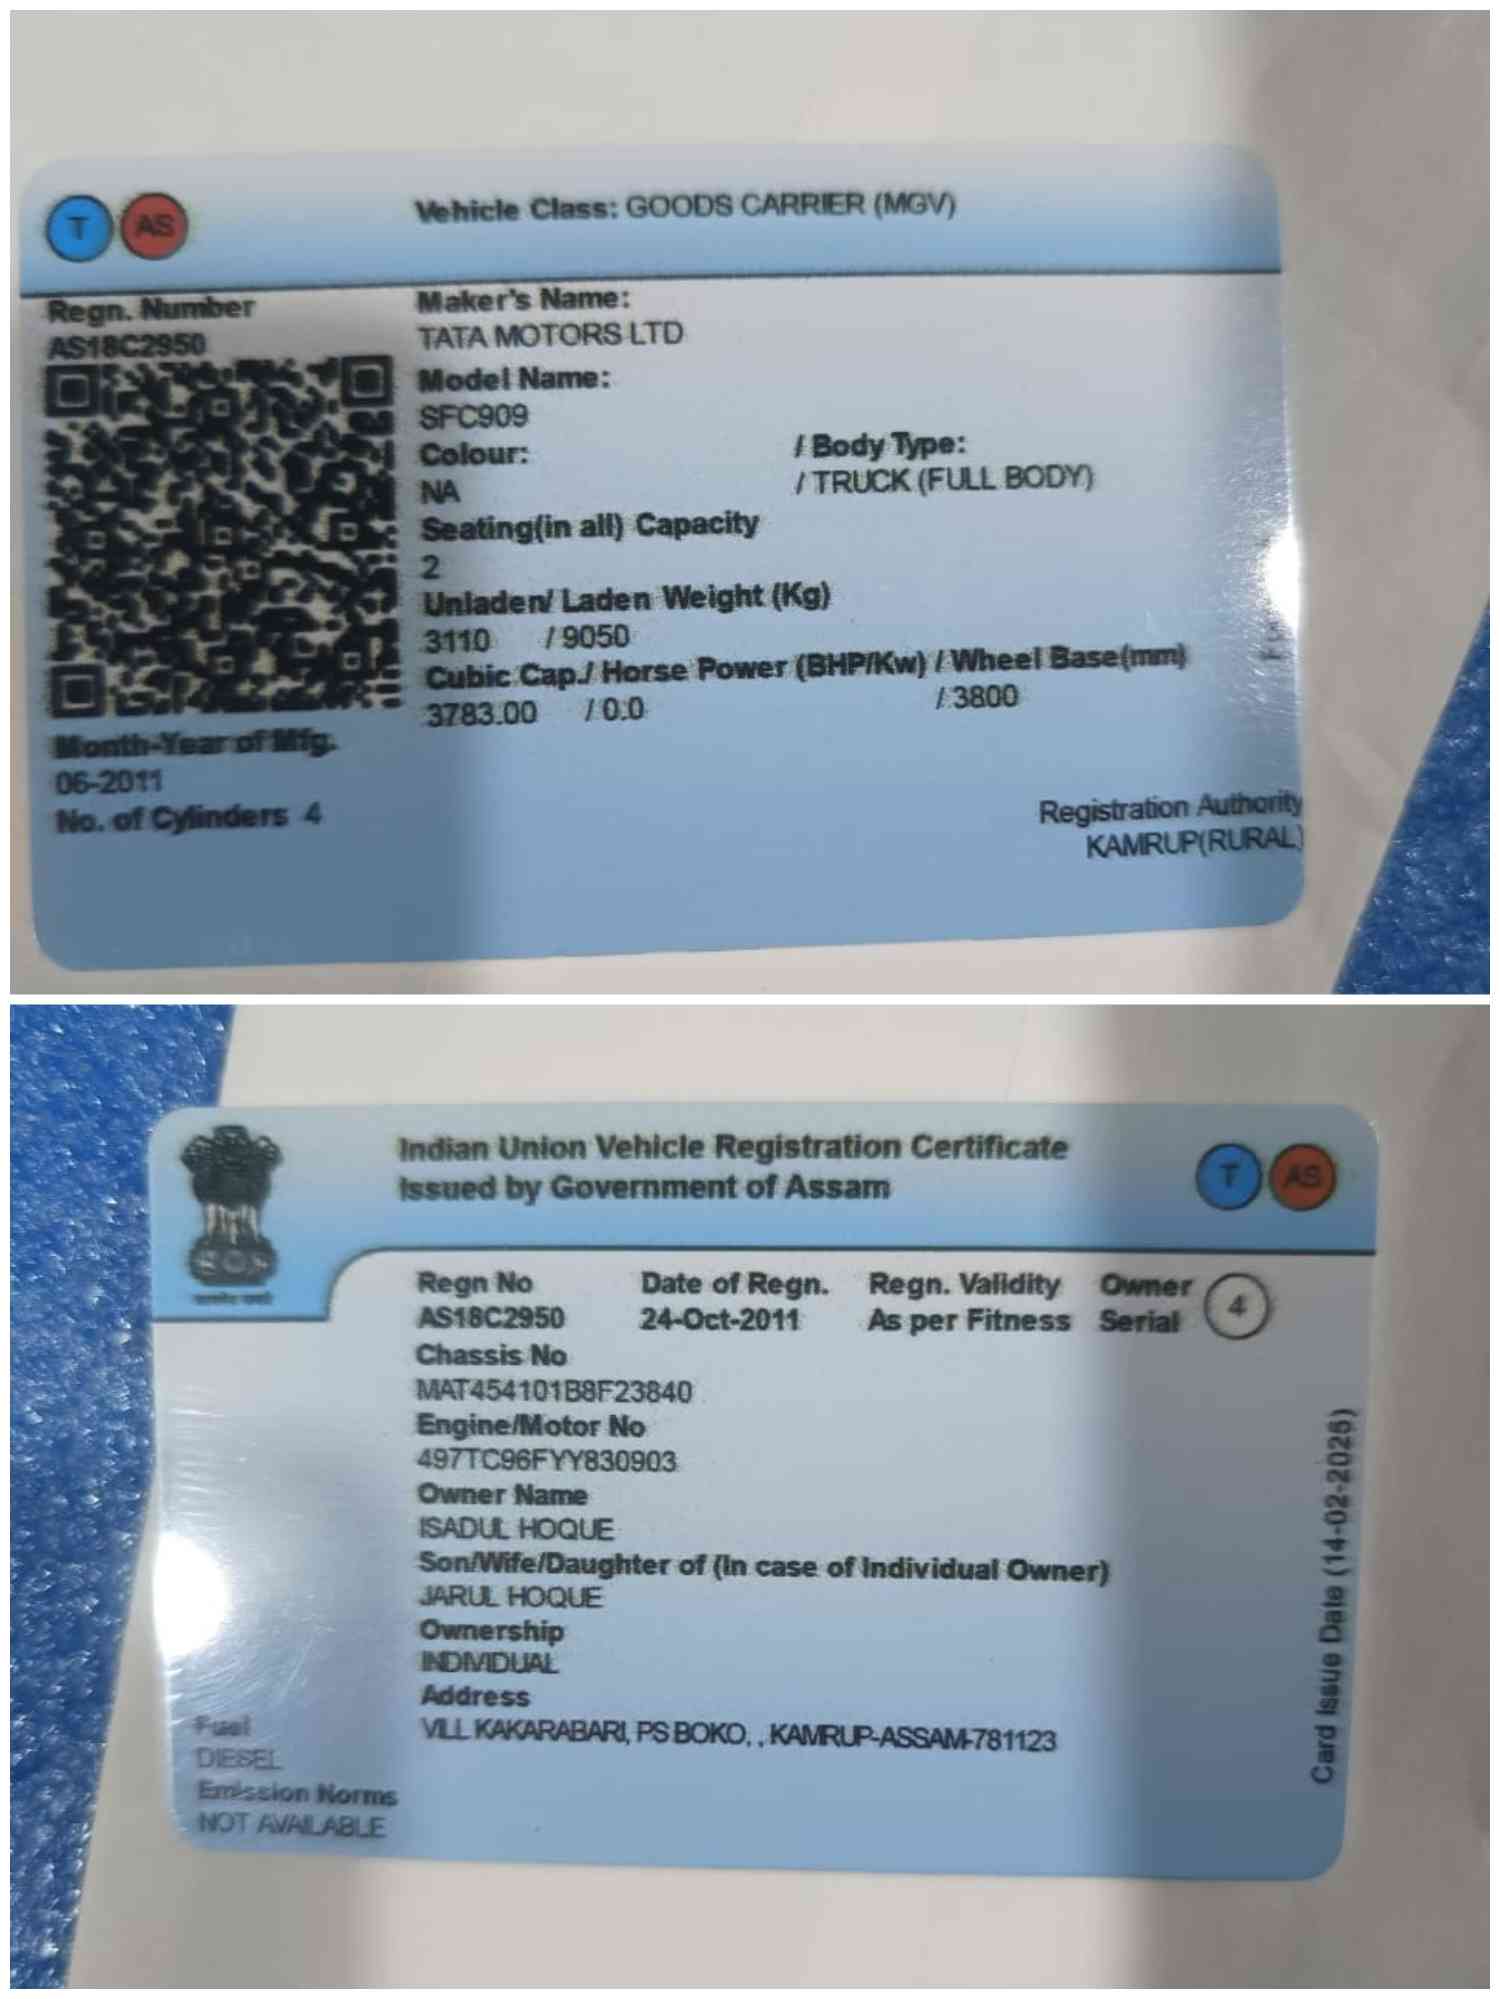 T AS
Vehicle Class: GOODS CARRIER (MGV)
Regn. Number
AS18C2950
Maker's Name:
TATA MOTORS LTD
Model Name:
SFC909
Colour: / Body Type:
NA / TRUCK (FULL BODY)
Seating(in all) Capacity
2
Unladen/ Laden Weight (Kg)
3110 / 9050
Cubic Cap./ Horse Power (BHP/Kw) / Wheel Base(mm)
3783.00 / 0.0 / 3800
Month-Year of Mfg.
06-2011
No. of Cylinders 4
Registration Authority
KAMRUP(RURAL)
Indian Union Vehicle Registration Certificate
Issued by Government of Assam
T AS
Regn No Date of Regn. Regn. Validity Owner
AS18C2950 24-Oct-2011 As per Fitness Serial 4
Chassis No
MAT454101B8F23840
Engine/Motor No
497TC96FYY830903
Owner Name
ISADUL HOQUE
Son/Wife/Daughter of (In case of Individual Owner)
JARUL HOQUE
Ownership
INDIVIDUAL
Address
VILL KAKARABARI, PS BOKO, , KAMRUP-ASSAM-781123
Fuel
DIESEL
Emission Norms
NOT AVAILABLE
Card Issue Date